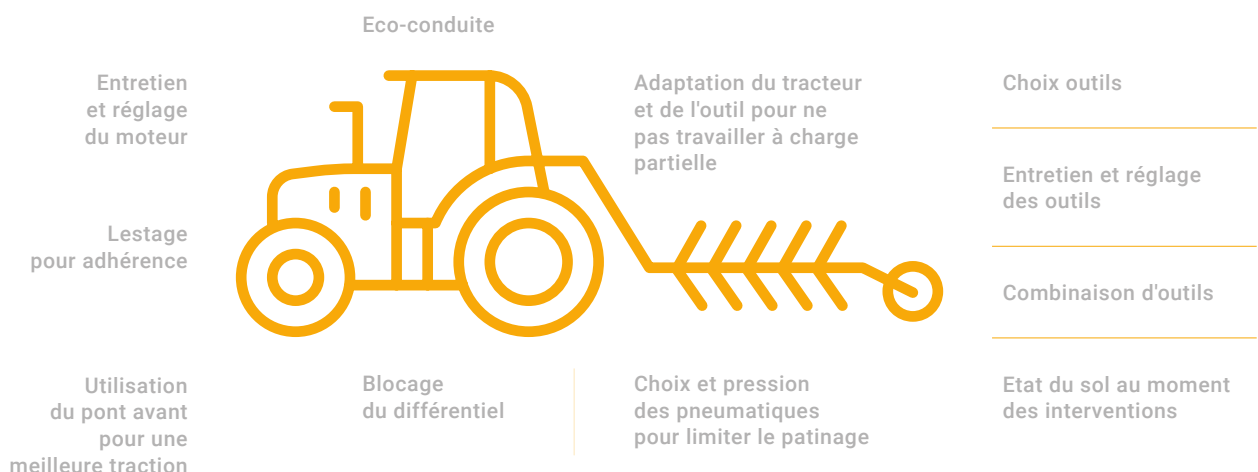 Eco-conduite
Entretien
et réglage
du moteur
Adaptation du tracteur
et de l'outil pour ne
pas travailler à charge
partielle
Choix outils
Entretien et réglage
des outils
Lestage
pour adhérence
Combinaison d'outils
Utilisation
du pont avant
pour une
meilleure traction
Blocage
du différentiel
Choix et pression
des pneumatiques
pour limiter le patinage
Etat du sol au moment
des interventions